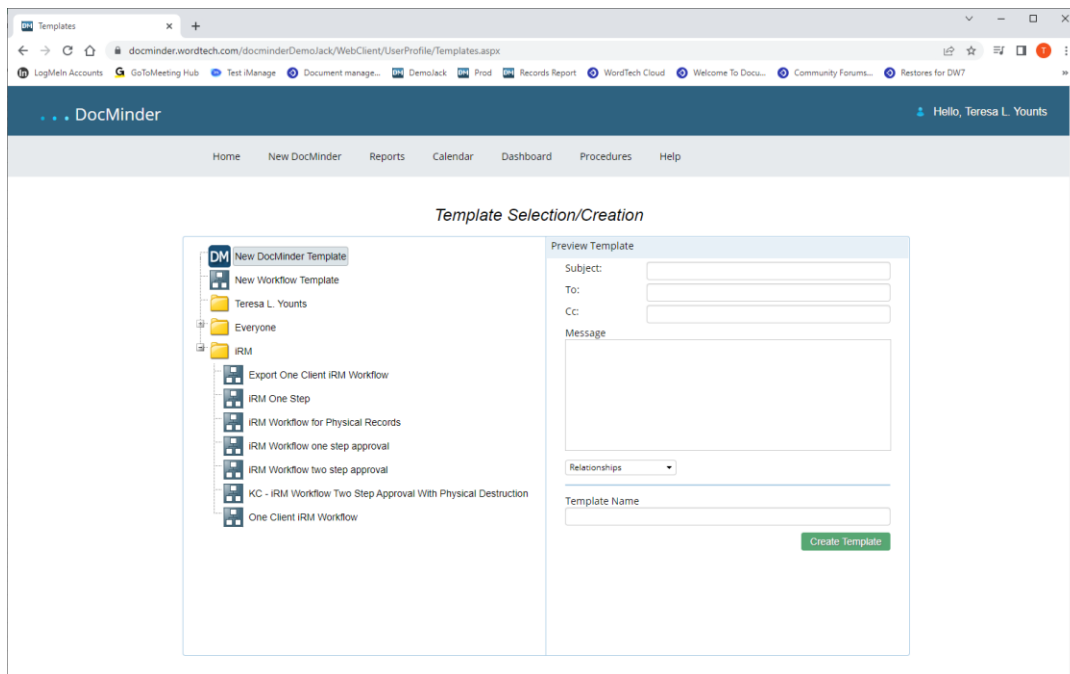 DM Templates
docminder.wordtech.com/docminderDemoJack/WebClient/UserProfile/Templates.aspx
T
LogMeIn Accounts GoToMeeting Hub Test iManage Document manage... DemoJack Prod Records Report WordTech Cloud Welcome To Docu... Community Forums... Restores for DW7 »
... DocMinder
Hello, Teresa L. Younts
Home New DocMinder Reports Calendar Dashboard Procedures Help
Template Selection/Creation
DM New DocMinder Template
New Workflow Template
Teresa L. Younts
Everyone
iRM
Export One Client iRM Workflow
iRM One Step
iRM Workflow for Physical Records
iRM Workflow one step approval
iRM Workflow two step approval
KC - iRM Workflow Two Step Approval With Physical Destruction
One Client iRM Workflow
Preview Template
Subject:
To:
Cc:
Message
Relationships
Template Name
Create Template